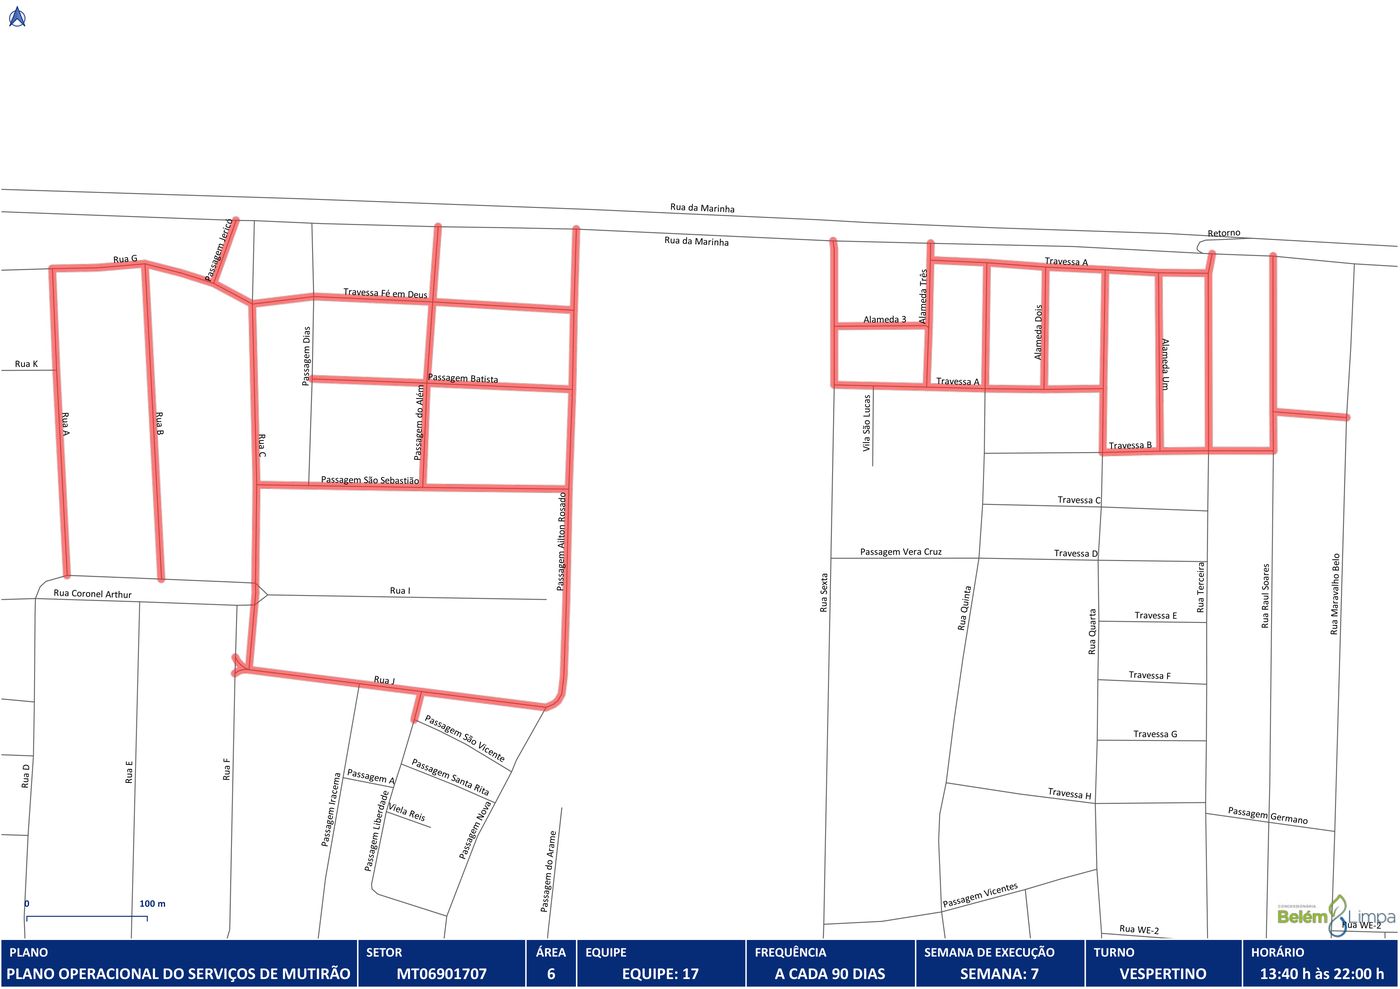 Rua da Marinha
Retorno
Rua da Marinha
Passagem Jericó
Rua G
Travessa A
Travessa Fé em Deus
Alameda Três
Alameda 3
Alameda Dois
Passagem Dias
Rua K
Alameda Um
Passagem Batista
Travessa A
Passagem do Além
Vila São Lucas
Rua A
Rua B
Rua C
Travessa B
Passagem São Sebastião
Travessa C
Passagem Ailton Rosado
Passagem Vera Cruz
Travessa D
Rua Coronel Arthur
Rua I
Rua Sexta
Rua Quinta
Rua Quarta
Rua Terceira
Rua Raul Soares
Rua Maravalho Belo
Travessa E
Rua J
Travessa F
Passagem São Vicente
Travessa G
Rua D
Rua E
Rua F
Passagem A
Passagem Santa Rita
Passagem Iracema
Passagem Liberdade
Viela Reis
Passagem Nova
Travessa H
Passagem Germano
Passagem do Arame
Passagem Vicentes
0 100 m
Rua WE-2
CONCESSIONÁRIA
Belém Limpa
Rua WE-2
PLANO
PLANO OPERACIONAL DO SERVIÇOS DE MUTIRÃO
SETOR
MT06901707
ÁREA
6
EQUIPE
EQUIPE: 17
FREQUÊNCIA
A CADA 90 DIAS
SEMANA DE EXECUÇÃO
SEMANA: 7
TURNO
VESPERTINO
HORÁRIO
13:40 h às 22:00 h